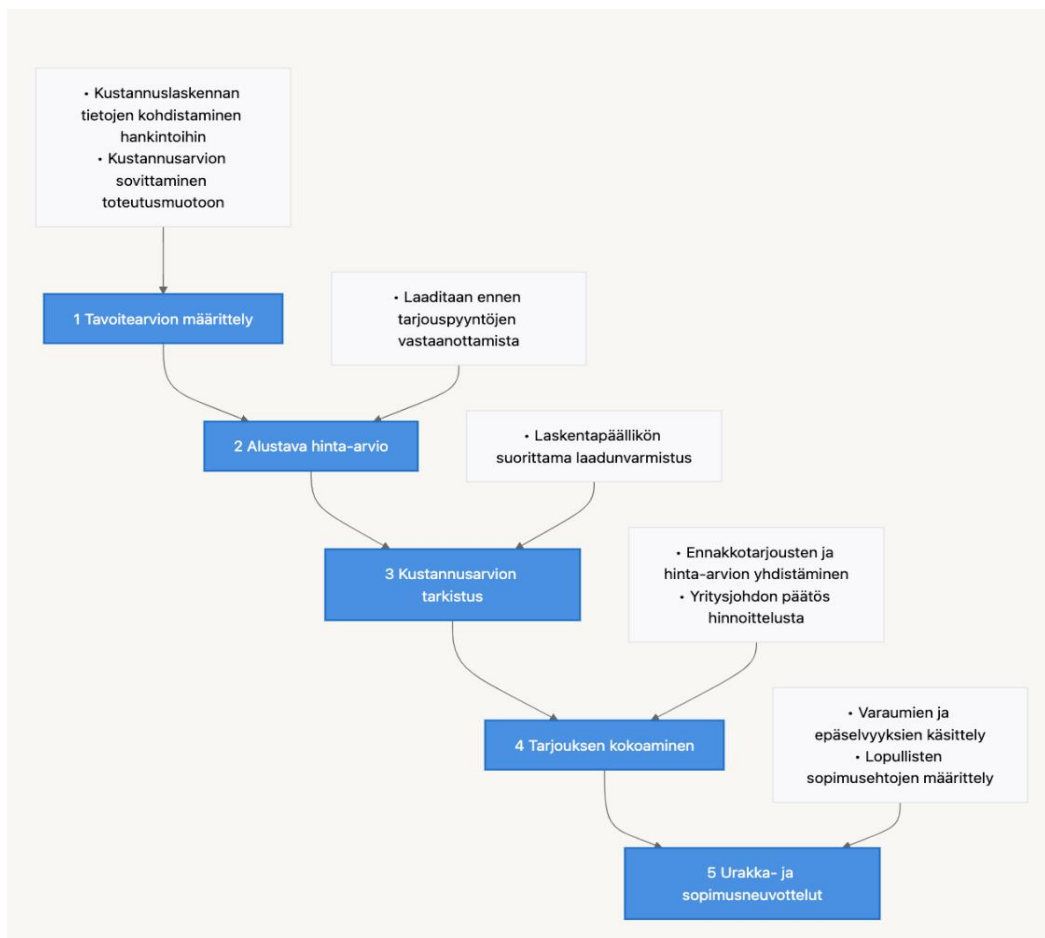 • Kustannuslaskennan
tietojen kohdistaminen
hankintoihin
• Kustannusarvion
sovittaminen
toteutusmuotoon
1 Tavoitearvion määrittely
• Laaditaan ennen
tarjouspyyntöjen
vastaanottamista
2 Alustava hinta-arvio
• Laskentapäällikön
suorittama laadunvarmistus
3 Kustannusarvion
tarkistus
• Ennakkotarjousten ja
hinta-arvion yhdistäminen
• Yritysjohdon päätös
hinnoittelusta
4 Tarjouksen kokoaminen
• Varaumien ja
epäselvyyksien käsittely
• Lopullisten
sopimusehtojen määrittely
5 Urakka- ja
sopimusneuvottelut